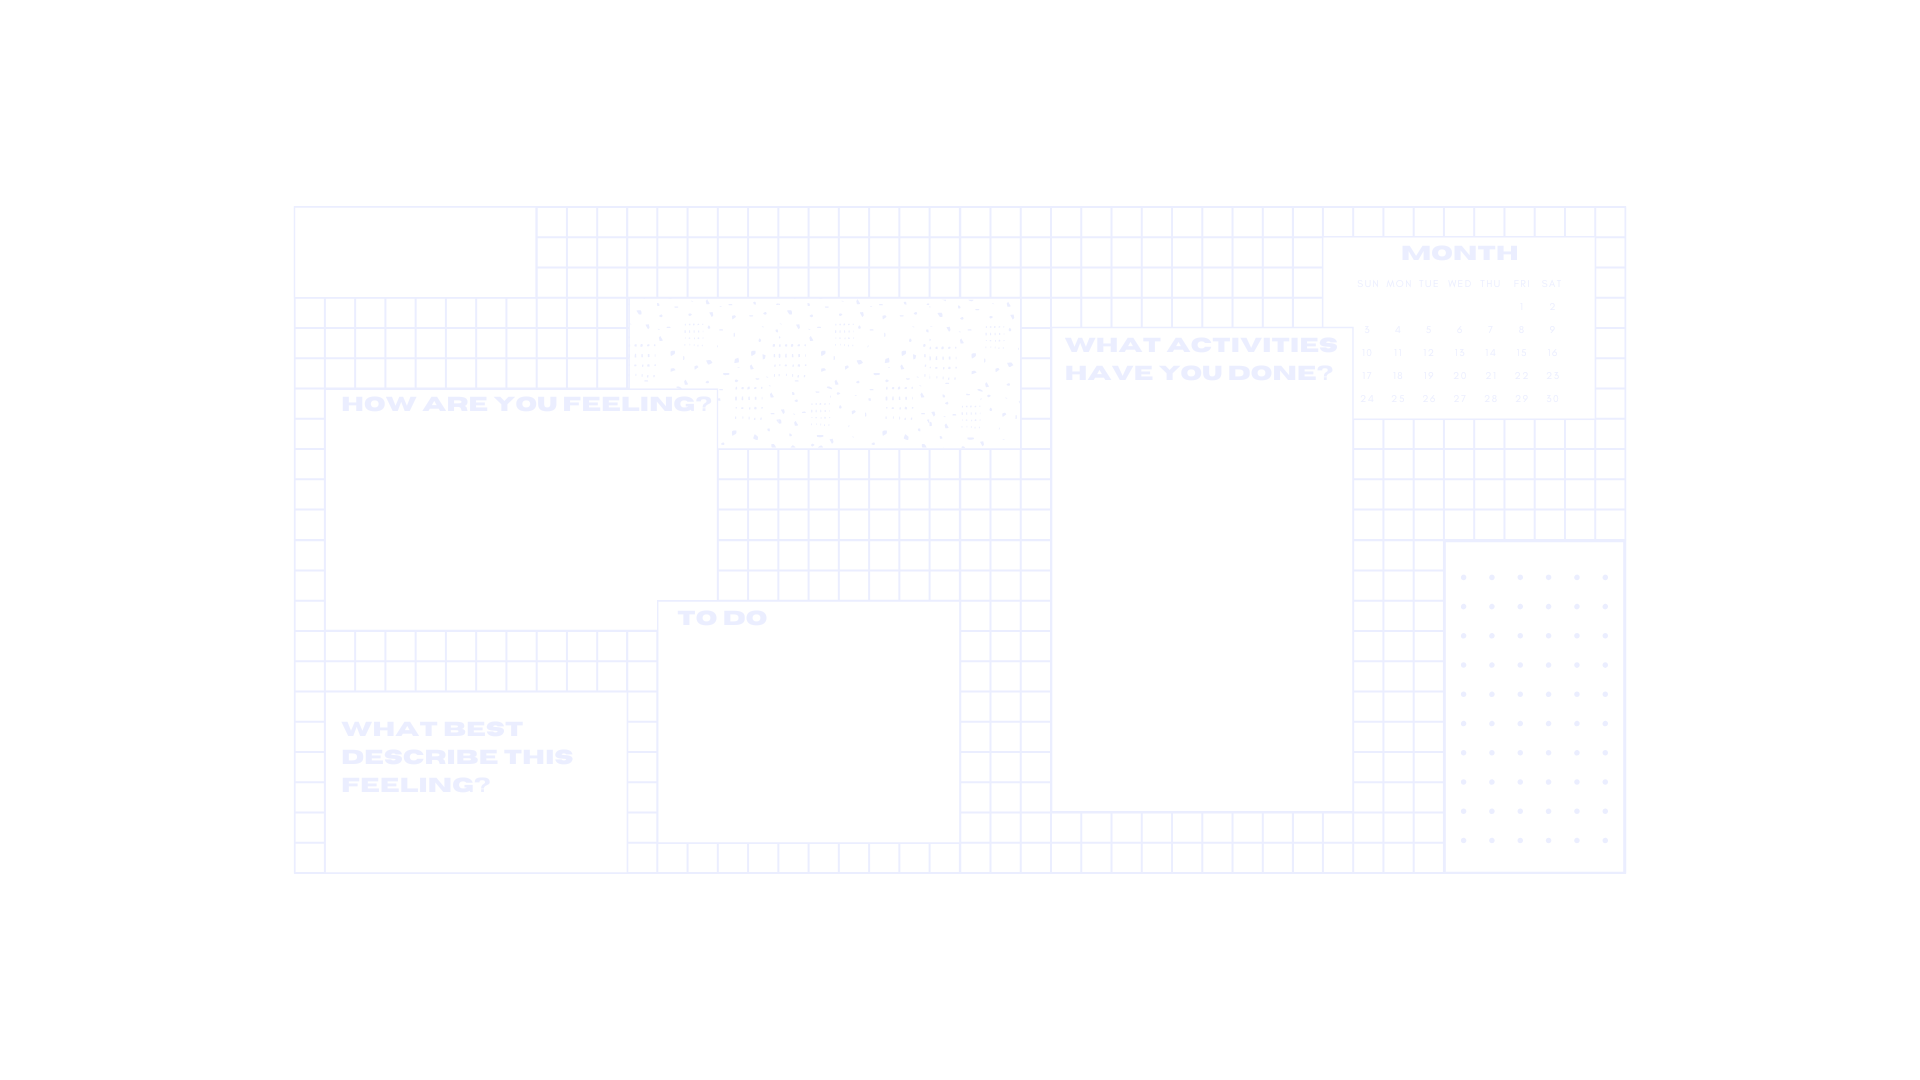 MONTH
SUN MON TUE WED THU FRI SAT
1 2
3 4 5 6 7 8 9
10 11 12 13 14 15 16
17 18 19 20 21 22 23
24 25 26 27 28 29 30
WHAT ACTIVITIES
HAVE YOU DONE?
HOW ARE YOU FEELING?
TO DO
WHAT BEST
DESCRIBE THIS
FEELING?